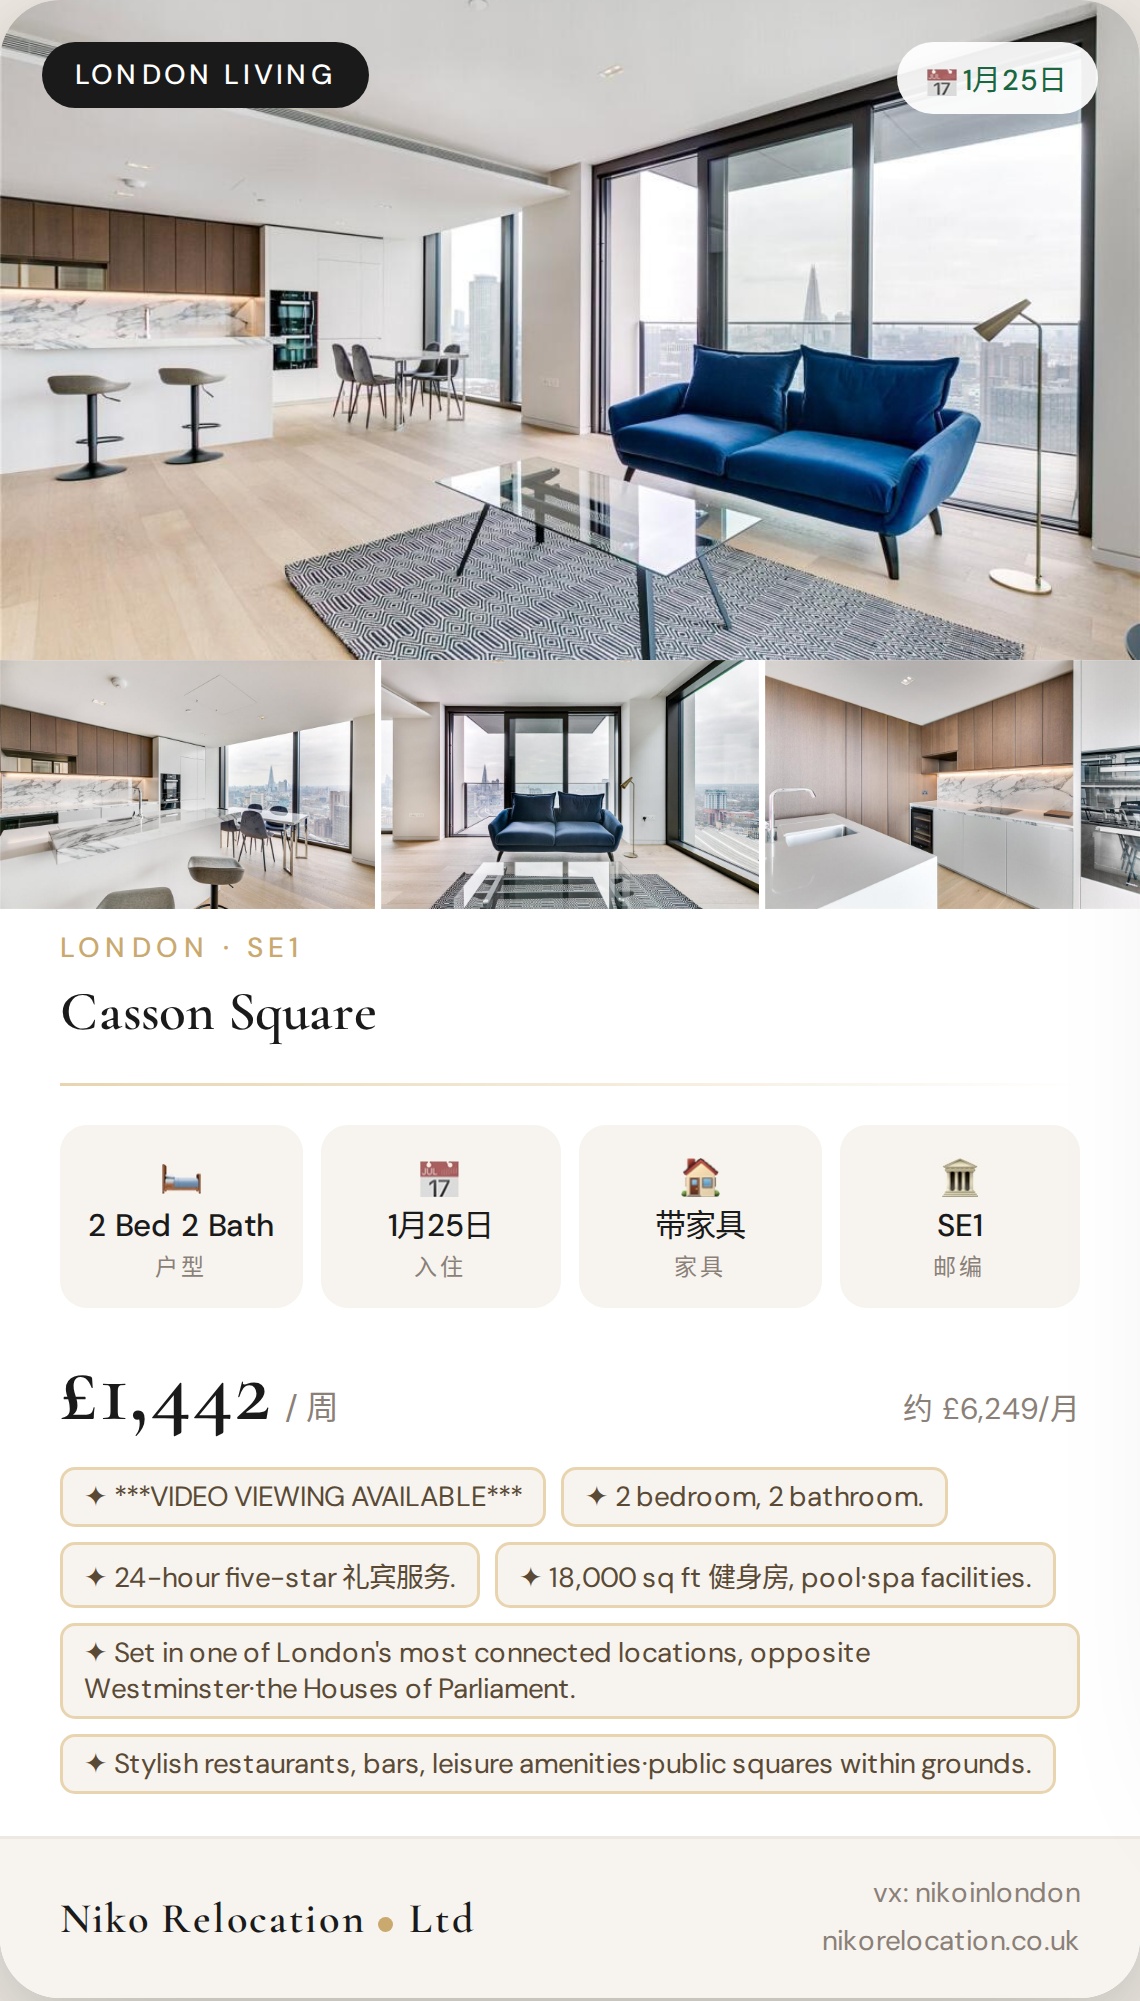 LONDON LIVING
1月25日
LONDON · SE1
Casson Square
2 Bed 2 Bath
户型
JUL
17
1月25日
入住
带家具
家具
SE1
邮编
£1,442 / 周
约 £6,249/月
✦ ***VIDEO VIEWING AVAILABLE***
✦ 2 bedroom, 2 bathroom.
✦ 24-hour five-star 礼宾服务.
✦ 18,000 sq ft 健身房, pool·spa facilities.
✦ Set in one of London's most connected locations, opposite
Westminster·the Houses of Parliament.
✦ Stylish restaurants, bars, leisure amenities·public squares within grounds.
Niko Relocation ● Ltd
vx: nikoinlondon
nikorelocation.co.uk